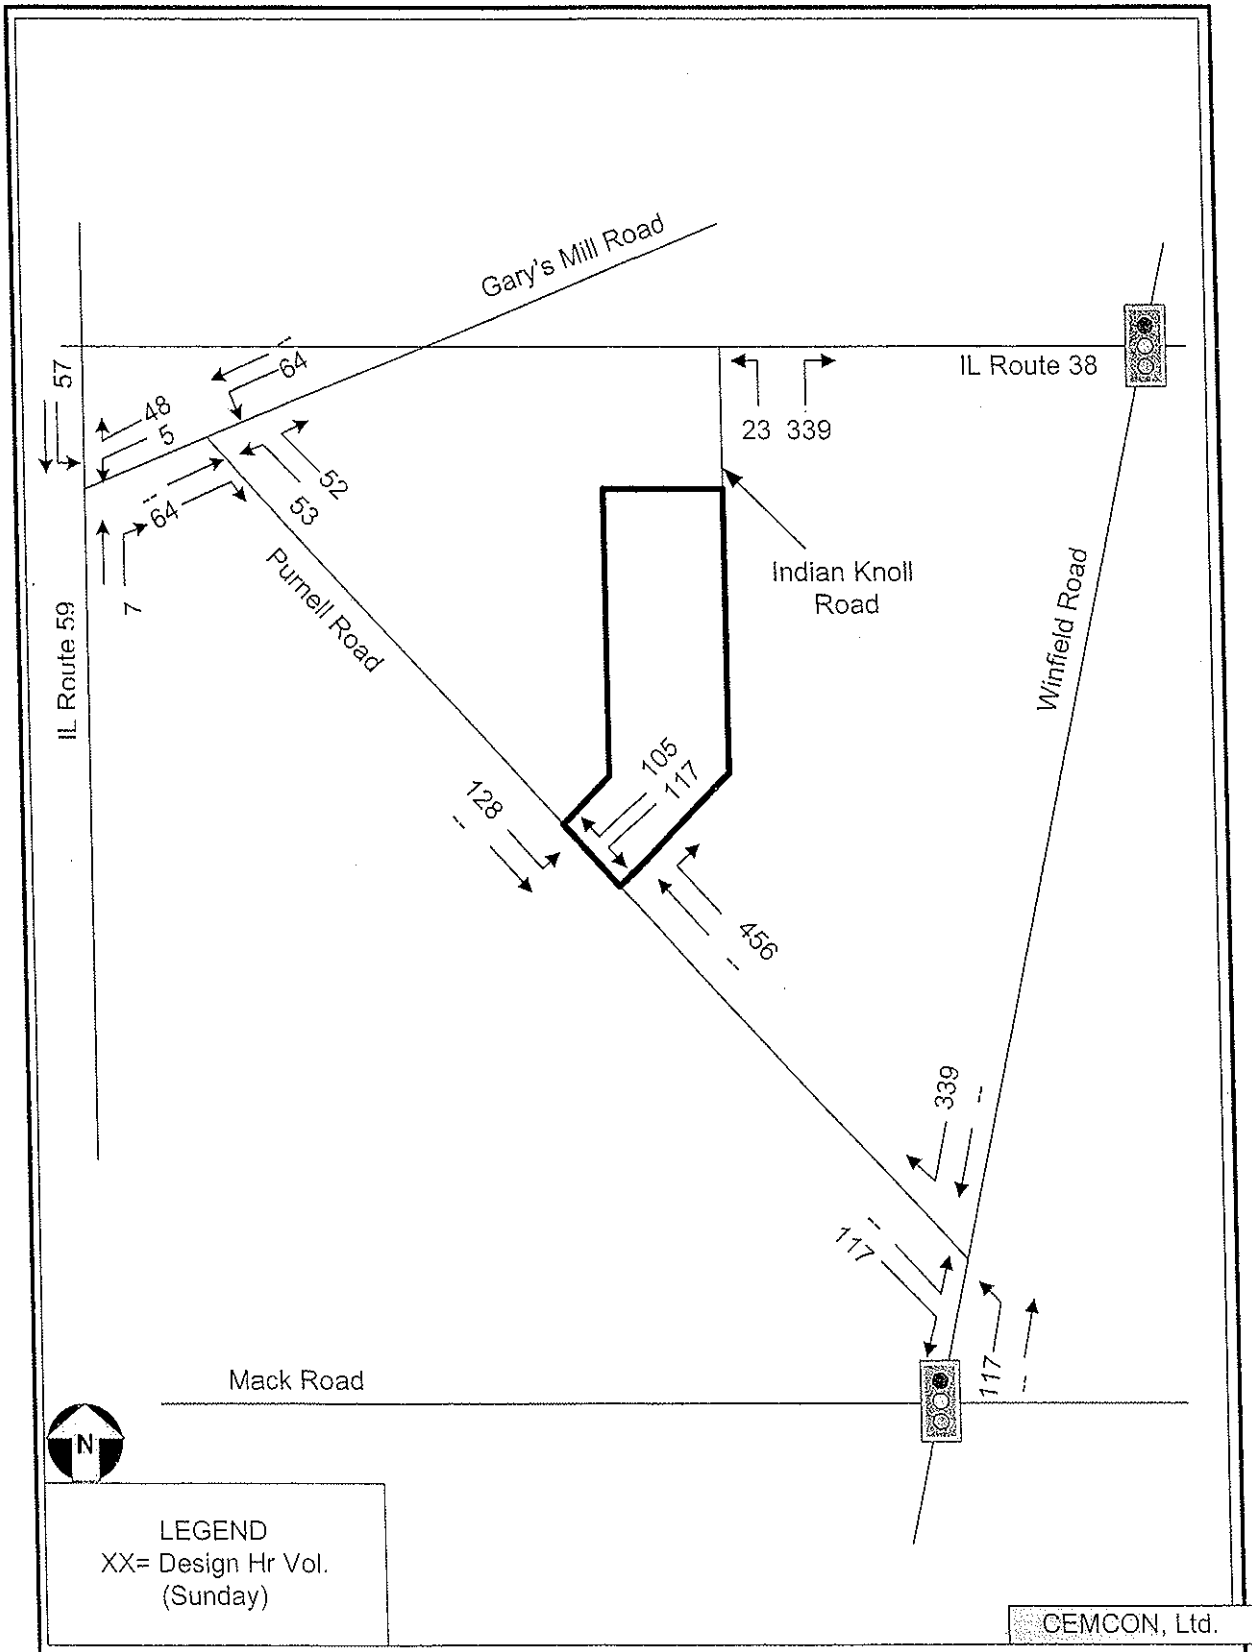 Gary's Mill Road
57
64
IL Route 38
48
5
23 339
52
53
--
64
7
Indian Knoll
Road
Purnell Road
IL Route 59
Winfield Road
105
117
128
--
456
--
339
--
--
117
117
--
Mack Road
N
LEGEND
XX= Design Hr Vol.
(Sunday)
CEMCON, Ltd.